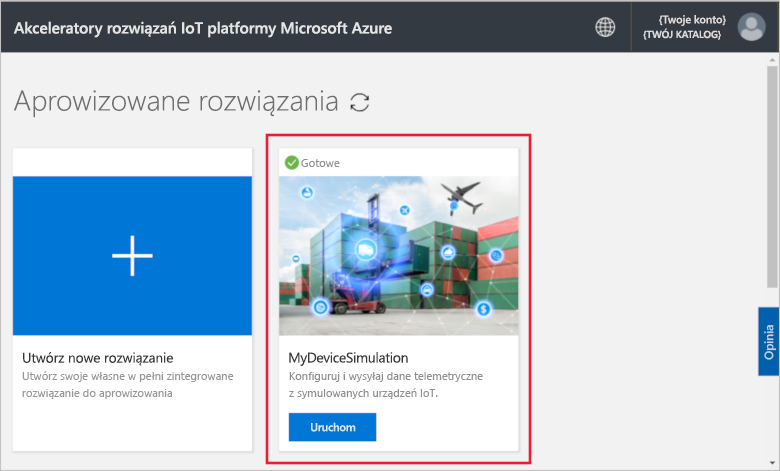 Akceleratory rozwiązań IoT platformy Microsoft Azure
{Twoje konto}
{TWÓJ KATALOG}
Aprowizowane rozwiązania
Gotowe
Utwórz nowe rozwiązanie
Utwórz swoje własne w pełni zintegrowane
rozwiązanie do aprowizowania
MyDeviceSimulation
Konfiguruj i wysyłaj dane telemetryczne
z symulowanych urządzeń IoT.
Uruchom
Opinia